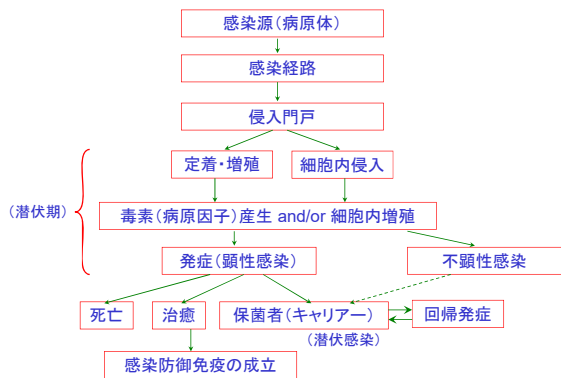 感染源（病原体）
感染経路
侵入門戸
定着・増殖
細胞内侵入
（潜伏期）
毒素（病原因子）産生 and/or 細胞内増殖
発症（顕性感染）
不顕性感染
死亡
治癒
保菌者（キャリアー）
回帰発症
（潜伏感染）
感染防御免疫の成立